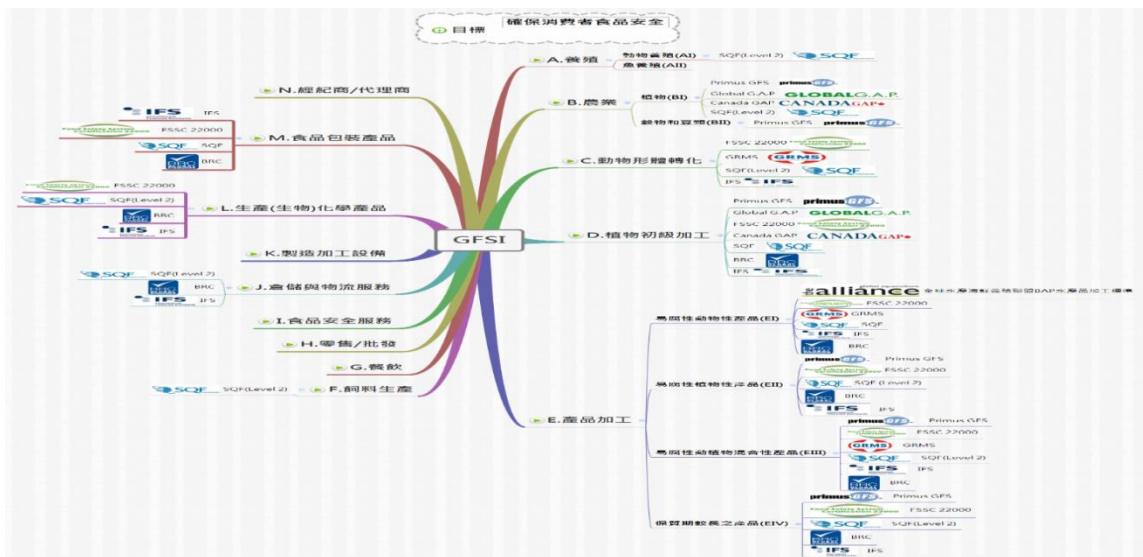 目標
確保消費者食品安全
GFSI
A.養殖
動物養殖(AI)
SQF(Level 2)
SQF
魚養殖(AII)
B.農業
植物(BI)
Primus GFS
primusGFS
Global G.A.P
GLOBALG.A.P.
Canada GAP
CANADAGAP
SQF(Level 2)
SQF
穀物和豆類(BII)
Primus GFS
primusGFS
C.動物形體轉化
FSSC 22000
GRMS
GRMS
SQF(Level 2)
SQF
IFS
IFS
D.植物初級加工
Primus GFS
primusGFS
Global G.A.P
GLOBALG.A.P.
FSSC 22000
Canada GAP
CANADAGAP
SQF
SQF
BRC
IFS
IFS
E.產品加工
易腐性動物性產品(EI)
alliance
FSSC 22000
GRMS
GRMS
SQF
SQF
IFS
IFS
BRC
易腐性植物性產品(EII)
primusGFS
Primus GFS
FSSC 22000
SQF
SQF (Level 2)
BRC
IFS
IFS
易腐性動植物混合性產品(EIII)
primusGFS
Primus GFS
FSSC 22000
GRMS
GRMS
SQF
SQF(Level 2)
IFS
IFS
BRC
保質期較長之產品(EIV)
primusGFS
Primus GFS
FSSC 22000
SQF
SQF(Level 2)
BRC
IFS
IFS
F.飼料生產
SQF(Level 2)
SQF
G.餐飲
H.零售/批發
I.食品安全服務
J.倉儲與物流服務
SQF
SQF(Level 2)
BRC
IFS
IFS
K.製造加工設備
L.生產(生物)化學產品
FSSC 22000
SQF
SQF(Level 2)
BRC
IFS
IFS
M.食品包裝產品
IFS
IFS
FSSC 22000
SQF
SQF
BRC
N.經紀商/代理商